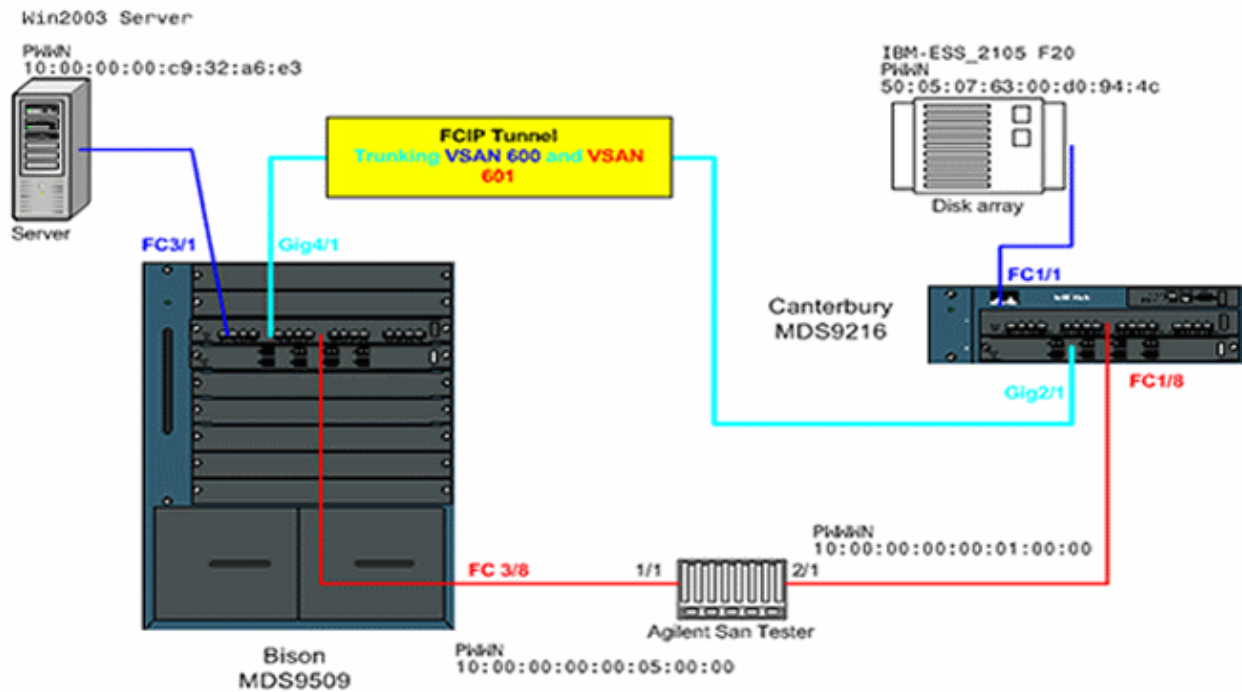 Win2003 Server
PWWN
10:00:00:00:c9:32:a6:e3
IBM-ESS_2105 F20
PWWN
50:05:07:63:00:d0:94:4c
FCIP Tunnel
Trunking VSAN 600 and VSAN
601
Disk array
Server
FC3/1
Gig4/1
FC1/1
Canterbury
MDS9216
Gig2/1
FC1/8
PWWWN
10:00:00:00:00:01:00:00
FC 3/8
1/1
2/1
Agilent San Tester
Bison
MDS9509
PWWN
10:00:00:00:00:05:00:00